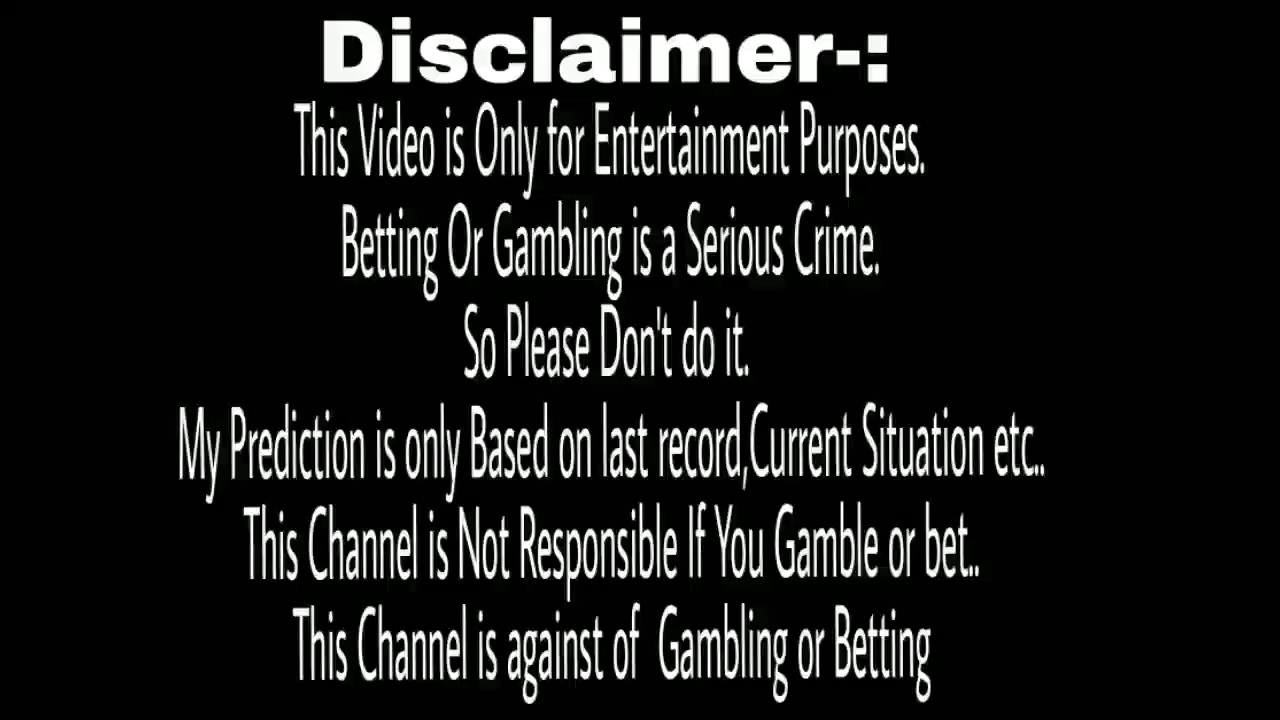 Disclaimer-:
This Video is Only for Entertainment Purposes.
Betting Or Gambling is a Serious Crime.
So Please Don't do it.
My Prediction is only Based on last record,Current Situation etc..
This Channel is Not Responsible If You Gamble or bet..
This Channel is against of  Gambling or Betting